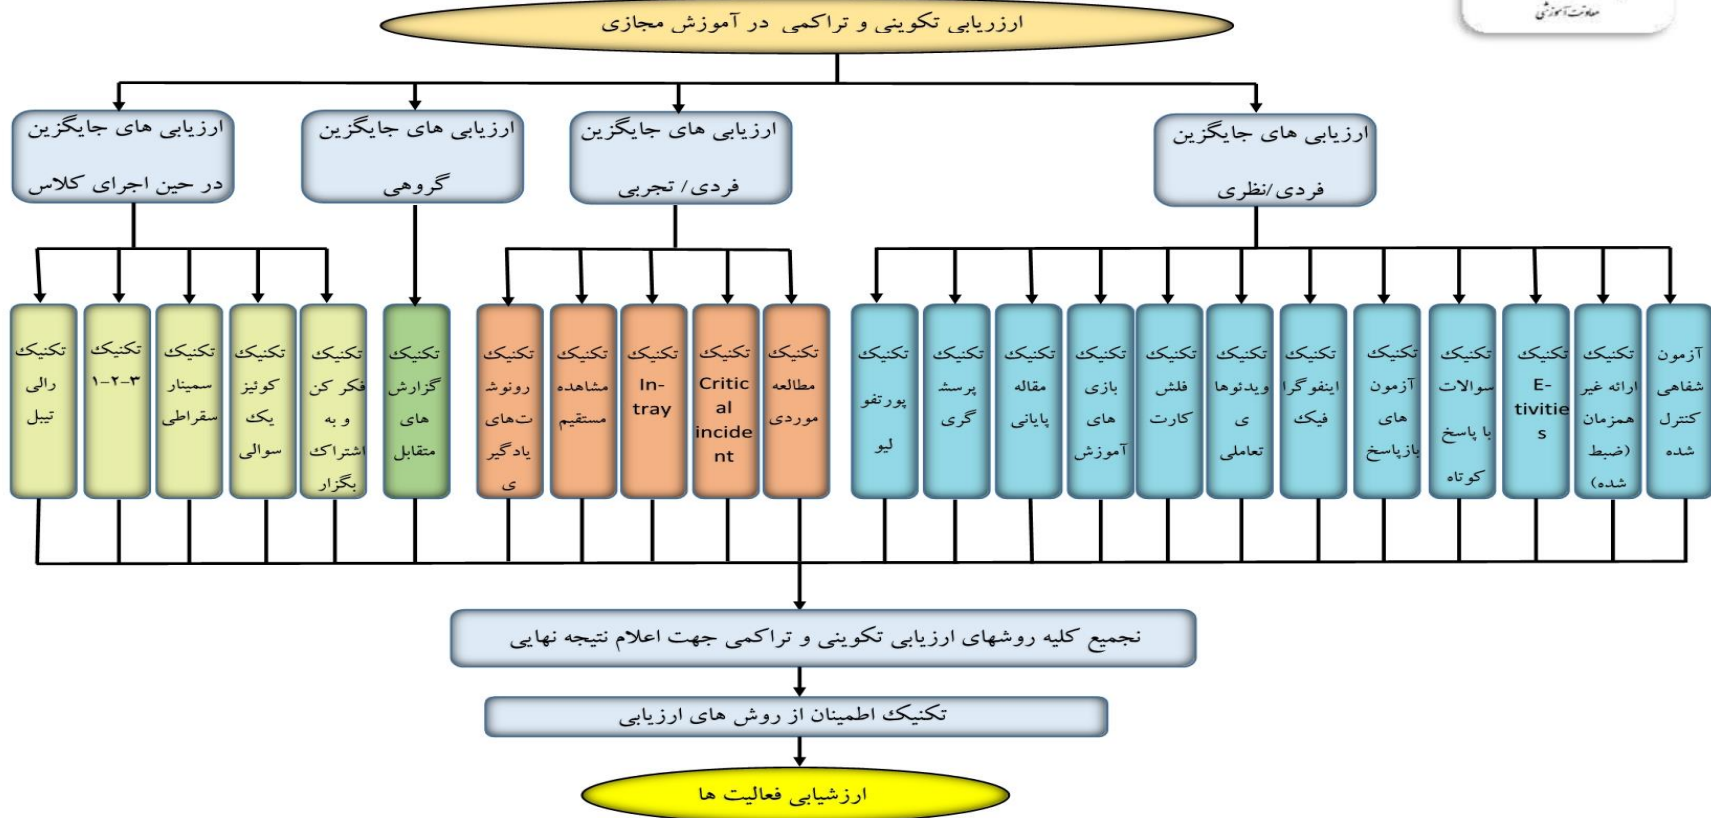 معاونت آموزشی
ارزریابی تکوینی و تراکمی در آموزش مجازی
ارزیابی های جایگزین
فردی/نظری
ارزیابی های جایگزین
فردی/ تجربی
ارزیابی های جایگزین
گروهی
ارزیابی های جایگزین
در حین اجرای کلاس
آزمون
شفاهی
کنترل
شده
تکنیک
ارائه غیر
همزمان
(ضبط
شده)
تکنیک
E-
tivitie
s
تکنیک
سوالات
با پاسخ
کوتاه
تکنیک
آزمون
های
بازپاسخ
تکنیک
اینفوگرا
فیک
تکنیک
ویدئوها
ی
تعاملی
تکنیک
فلش
کارت
تکنیک
بازی
های
آموزش
تکنیک
مقاله
پایانی
تکنیک
پرسش
گری
تکنیک
پورتفو
لیو
تکنیک
مطالعه
موردی
تکنیک
Critic
al
incide
nt
تکنیک
In-
tray
تکنیک
مشاهده
مستقیم
تکنیک
رونوش
ت‌های
یادگیر
ی
تکنیک
گزارش
های
متقابل
تکنیک
فکر کن
و به
اشتراک
بگزار
تکنیک
کوئیز
یک
سوالی
تکنیک
سمینار
سقراطی
تکنیک
۱-۲-۳
تکنیک
رالی
تیبل
نجمیع کلیه روشهای ارزیابی تکوینی و تراکمی جهت اعلام نتیجه نهایی
تکنیک اطمینان از روش های ارزیابی
ارزشیابی فعالیت ها